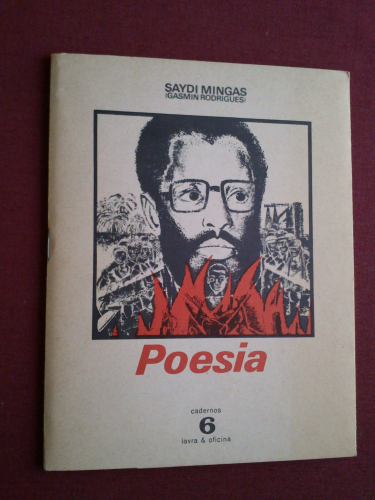 SAYDI MINGAS
(GASMIN RODRIGUES)
Poesia
cadernos
6
lavra & oficina